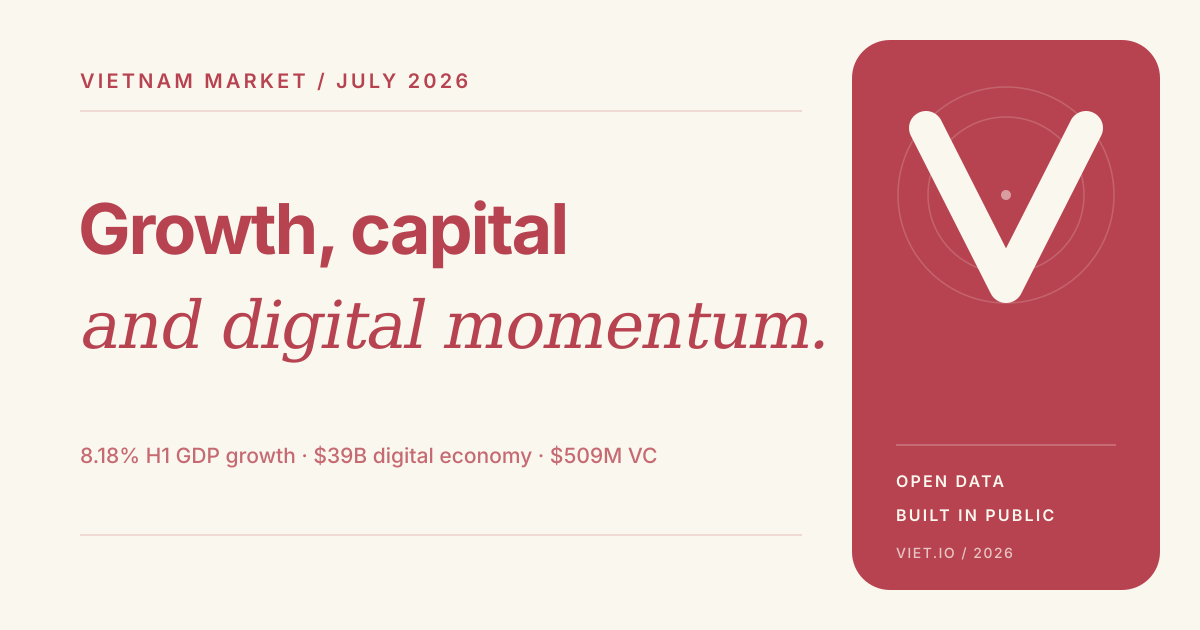 VIETNAM MARKET / JULY 2026
Growth, capital
and digital momentum.
8.18% H1 GDP growth · $39B digital economy · $509M VC
OPEN DATA
BUILT IN PUBLIC
VIET.IO / 2026